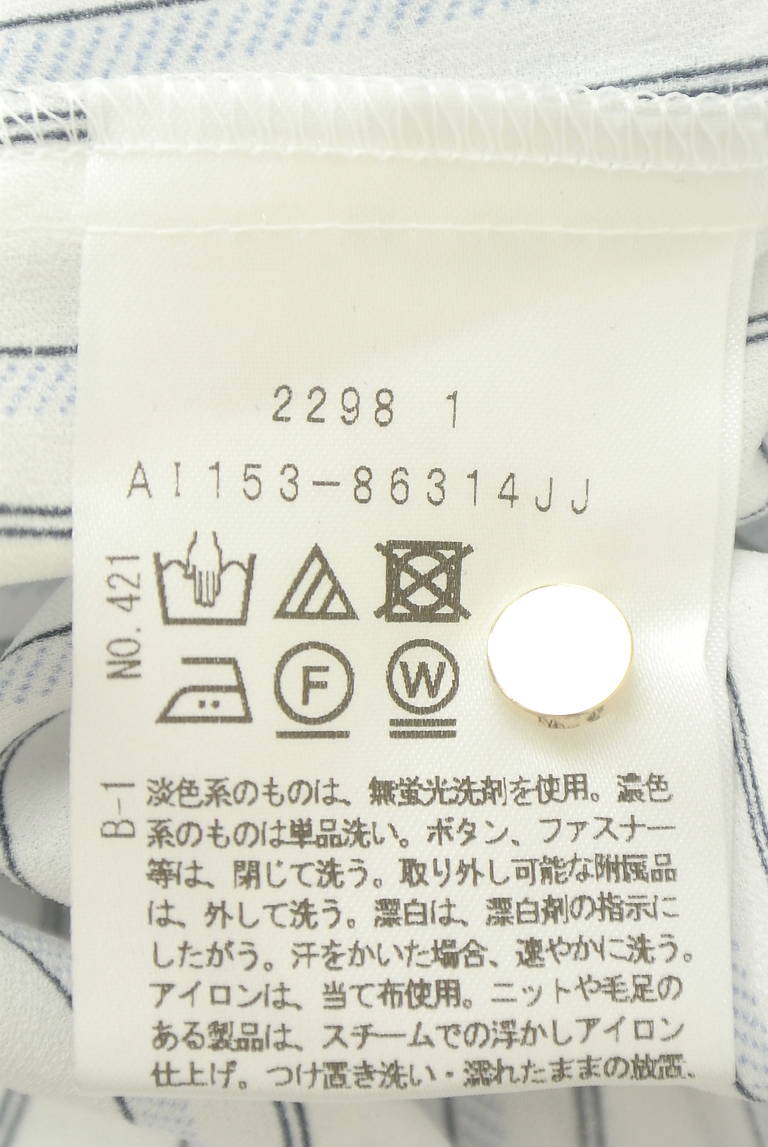 2298 1
AI153-86314JJ
NO.421
F
W
B-1
淡色系のものは、無蛍光洗剤を使用。濃色
系のものは単品洗い。ボタン、ファスナー
等は、閉じて洗う。取り外し可能な附属品
は、外して洗う。漂白は、漂白剤の指示に
したがう。汗をかいた場合、速やかに洗う。
アイロンは、当て布使用。ニットや毛足の
ある製品は、スチームでの浮かしアイロン
仕上げ。つけ置き洗い・濡れたままの放置、